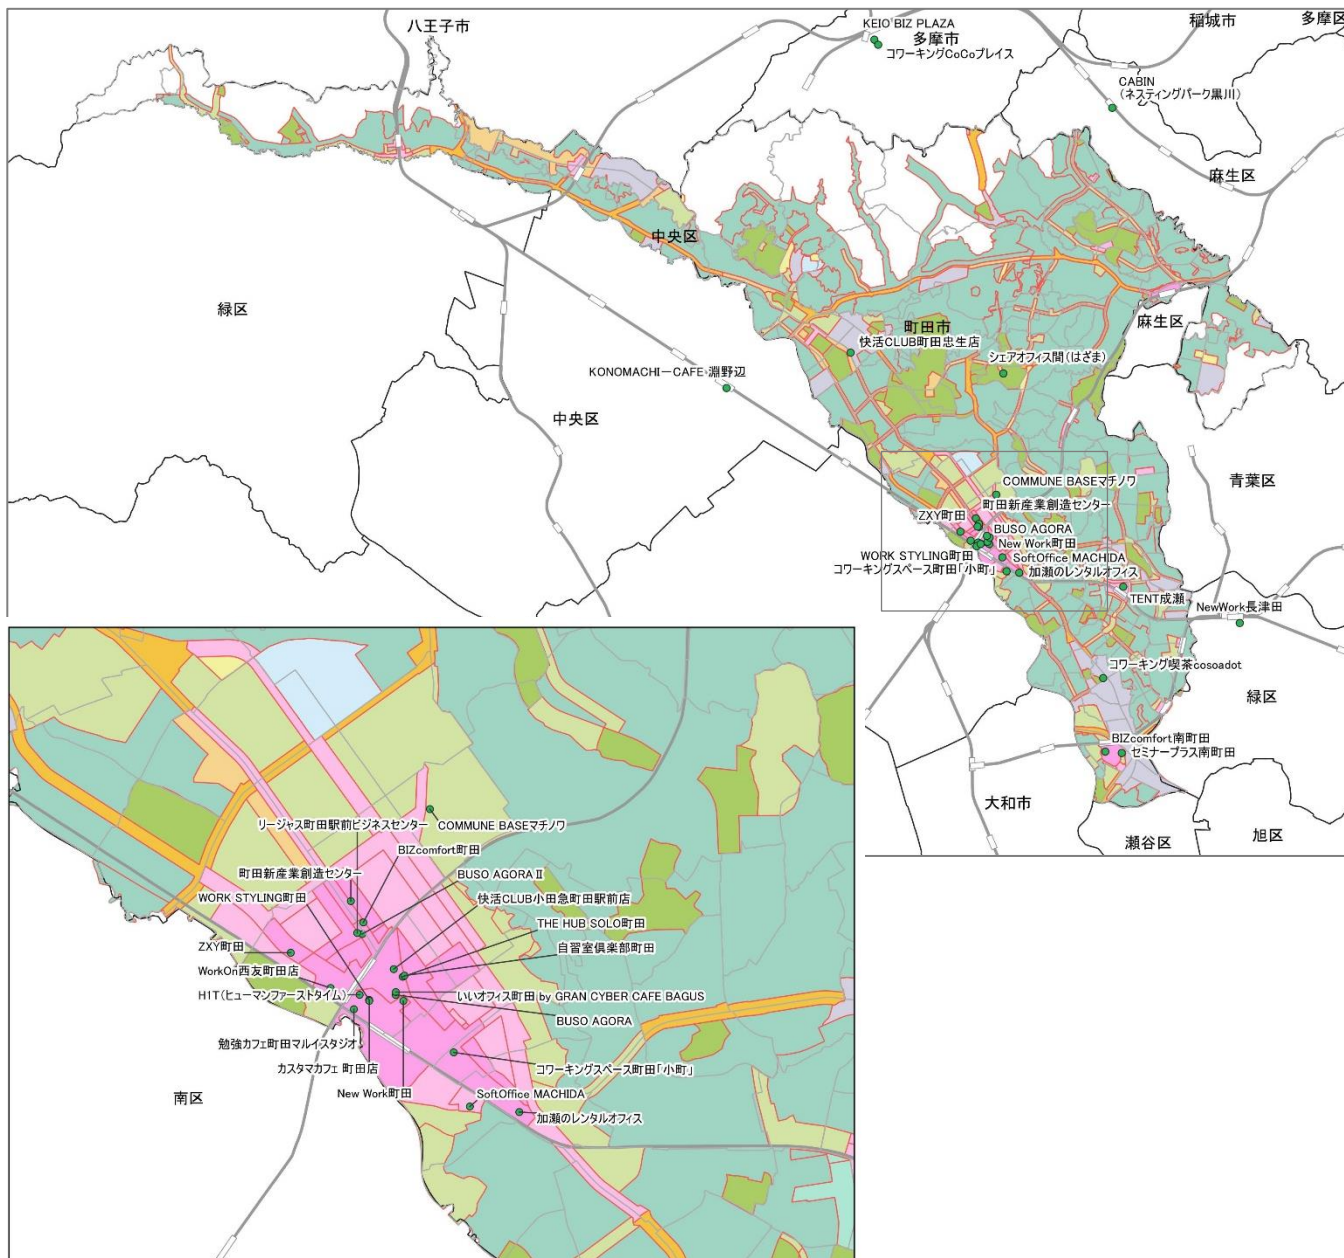 八王子市
KEIO BIZ PLAZA
多摩市
コワーキングCoCoプレイス
稲城市
多摩区
CABIN
(ネスティングパーク黒川)
麻生区
中央区
緑区
町田市
快活CLUB町田忠生店
麻生区
シェアオフィス間(はざま)
KONOMACHI-CAFE 淵野辺
中央区
青葉区
COMMUNE BASEマチノワ
町田新産業創造センター
ZXY町田
BUSO AGORA
New Work町田
WORK STYLING町田
SoftOffice MACHIDA
コワーキングスペース町田「小町」
加瀬のレンタルオフィス
TENT成瀬
NewWork長津田
コワーキング喫茶cosoadot
緑区
BIZcomfort南町田
セミナープラス南町田
大和市
瀬谷区
旭区
リージャス町田駅前ビジネスセンター
COMMUNE BASEマチノワ
BIZcomfort町田
町田新産業創造センター
BUSO AGORAⅡ
WORK STYLING町田
快活CLUB小田急町田駅前店
THE HUB SOLO町田
自習室倶楽部町田
ZXY町田
WorkOn西友町田店
H1T(ヒューマンファーストタイム)
いいオフィス町田 by GRAN CYBER CAFE BAGUS
BUSO AGORA
勉強カフェ町田マルイスタジオ
カスタマカフェ 町田店
コワーキングスペース町田「小町」
New Work町田
SoftOffice MACHIDA
加瀬のレンタルオフィス
南区